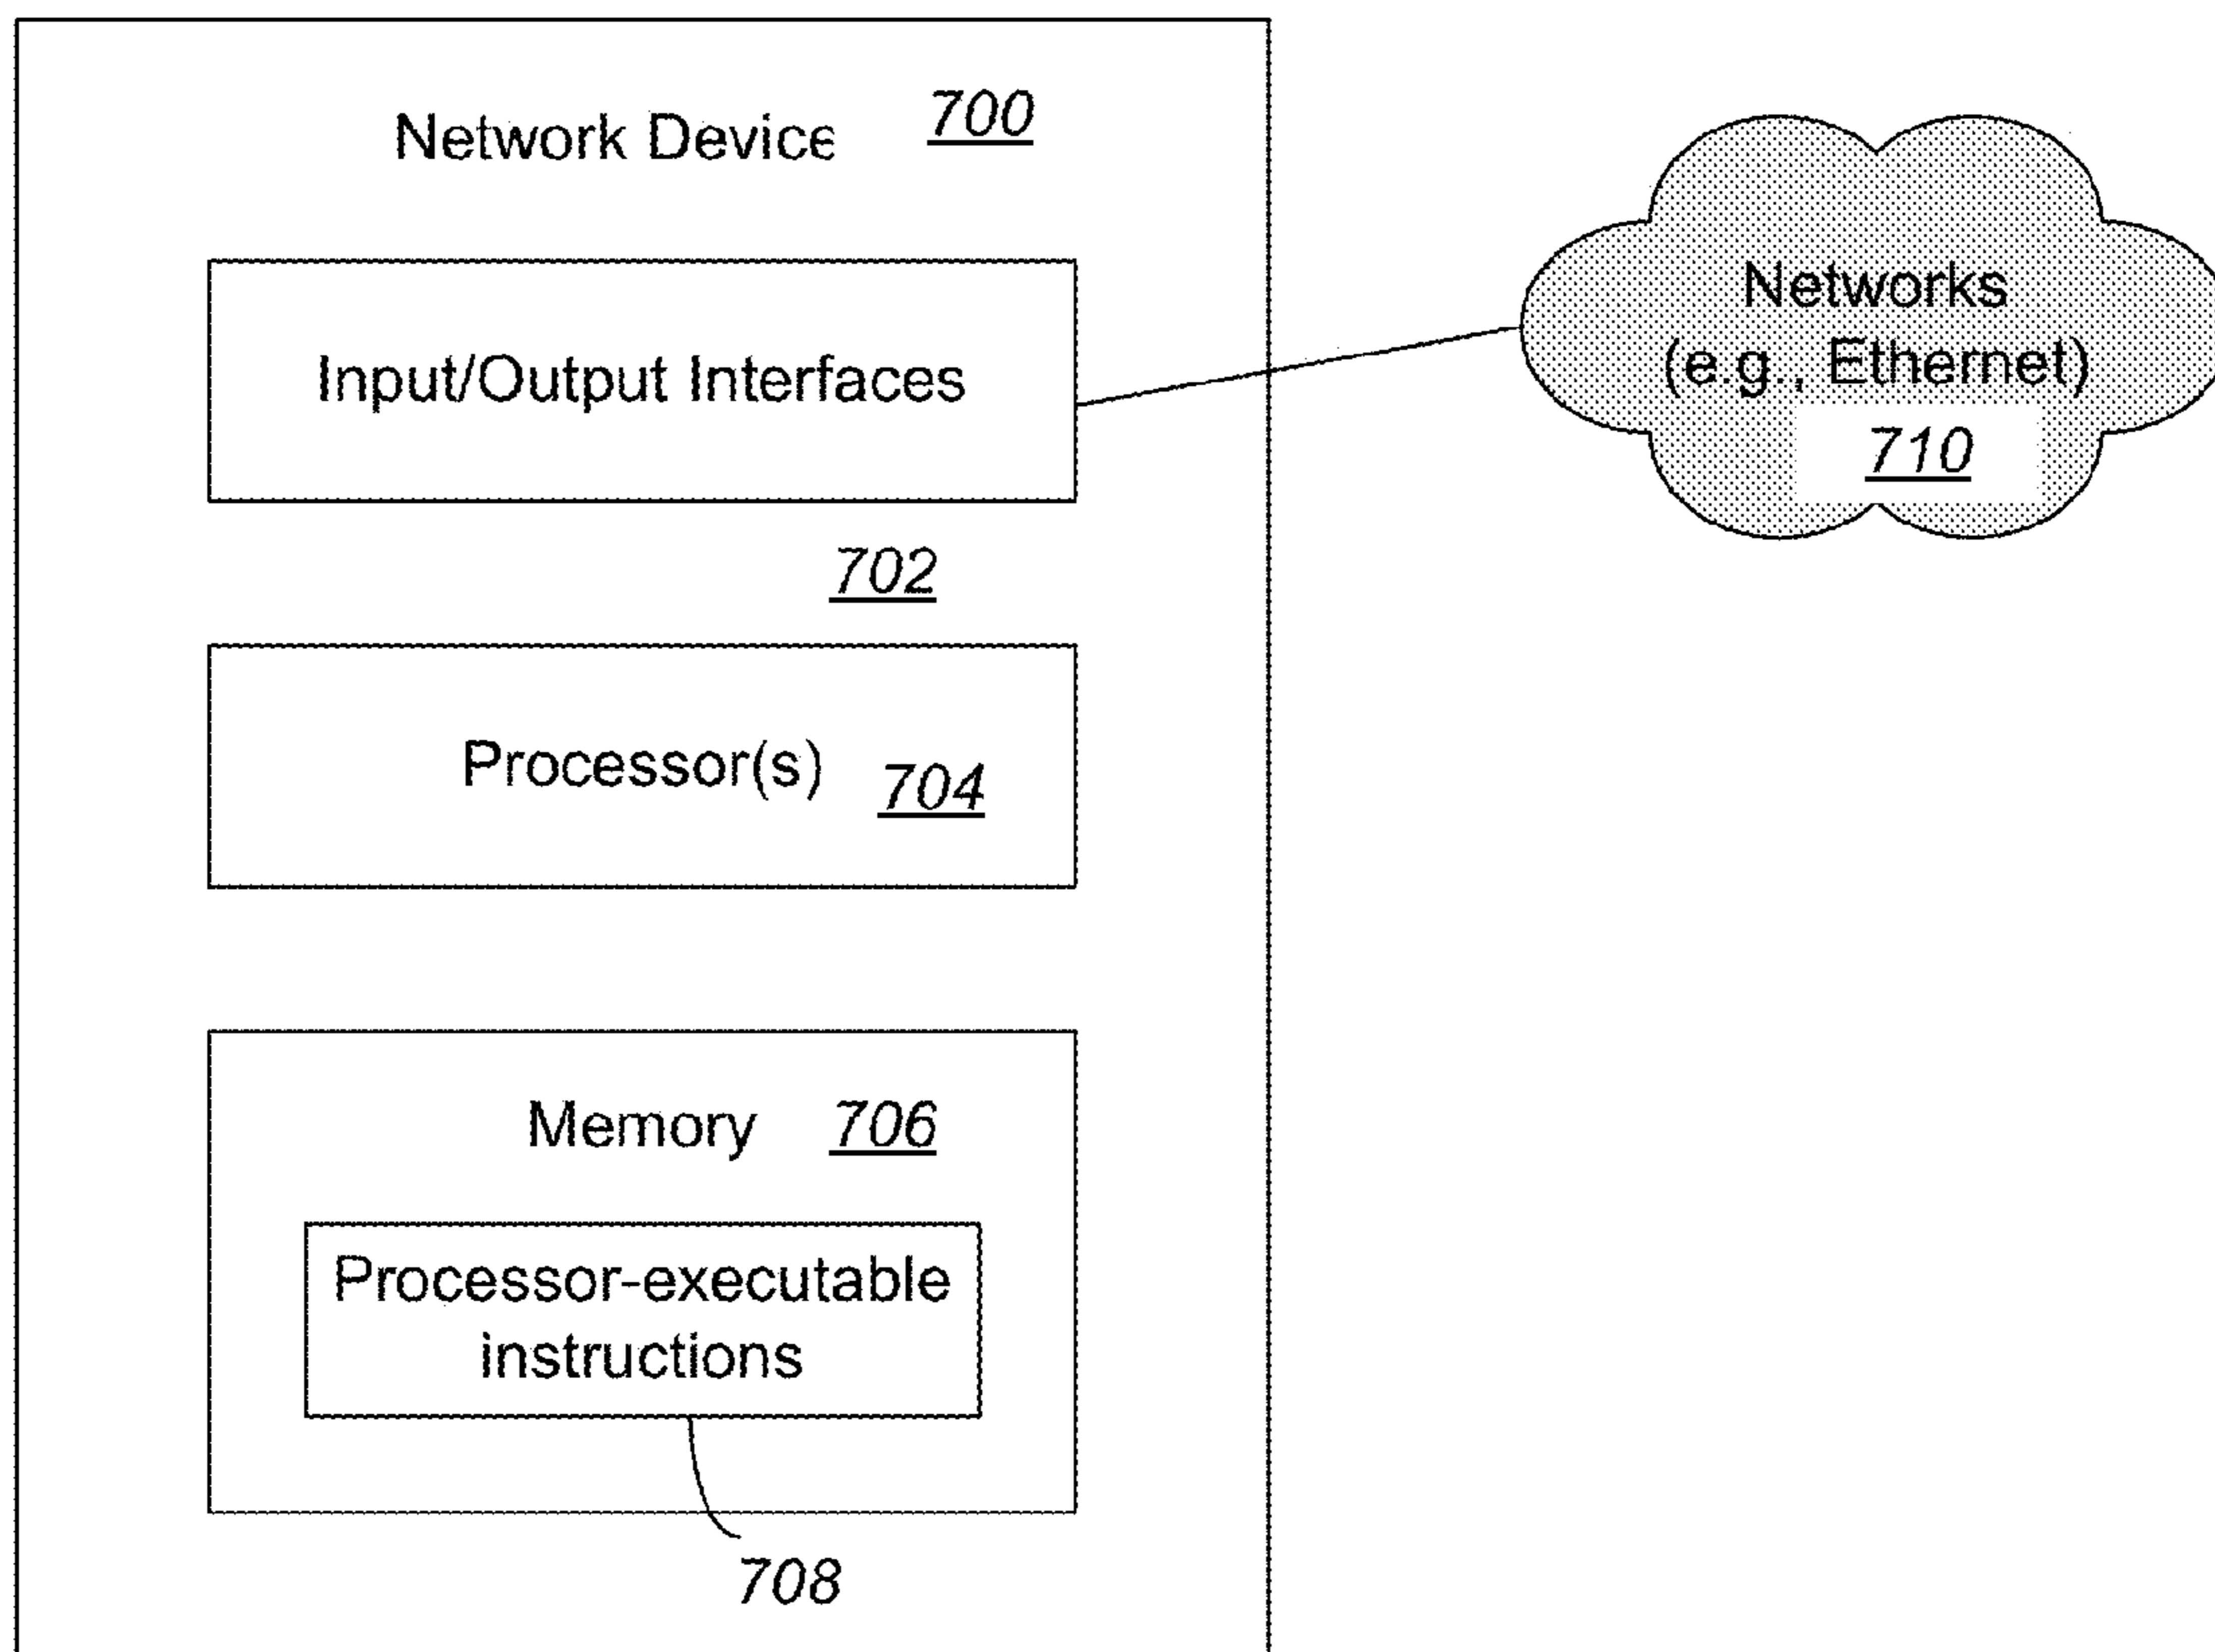 Network Device 700
Input/Output Interfaces
702
Processor(s) 704
Memory 706
Processor-executable
instructions
708
Networks
(e.g., Ethernet)
710